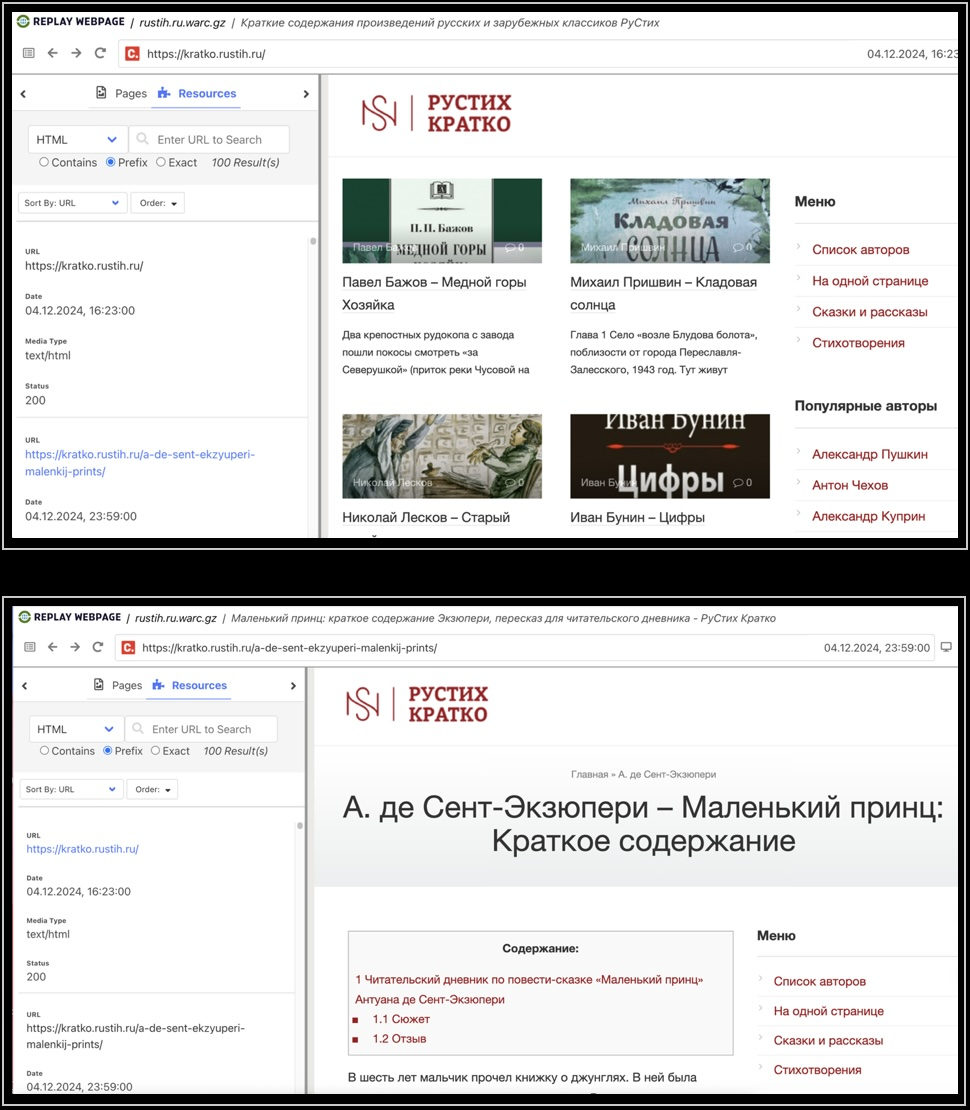 REPLAY WEBPAGE / rustih.ru.warc.gz / Краткие содержания произведений русских и зарубежных классиков РуСтих
https://kratko.rustih.ru/
04.12.2024, 16:23
Pages
Resources
HTML
Enter URL to Search
Contains
Prefix
Exact
100 Result(s)
Sort By: URL
Order:
URL
https://kratko.rustih.ru/
Date
04.12.2024, 16:23:00
Media Type
text/html
Status
200
URL
https://kratko.rustih.ru/a-de-sent-ekzyuperi-
malenkij-prints/
Date
04.12.2024, 23:59:00
РУСТИХ
КРАТКО
П. П. Бажов
МЕДНОЙ ГОРЫ
Павел Бажов
0
Павел Бажов – Медной горы
Хозяйка
Два крепостных рудокопа с завода
пошли покосы смотреть «за
Северушкой» (приток реки Чусовой на
Михаил Пришвин
КЛАДОВАЯ
СОЛНЦА
Михаил Пришвин
0
Михаил Пришвин – Кладовая
солнца
Глава 1 Село «возле Блудова болота»,
поблизости от города Переславля-
Залесского, 1943 год. Тут живут
Николай Лесков
0
Николай Лесков – Старый
Иван Бунин
Цифры
Иван Бунин
0
Иван Бунин – Цифры
Меню
Список авторов
На одной странице
Сказки и рассказы
Стихотворения
Популярные авторы
Александр Пушкин
Антон Чехов
Александр Куприн
REPLAY WEBPAGE / rustih.ru.warc.gz / Маленький принц: краткое содержание Экзюпери, пересказ для читательского дневника - РуСтих Кратко
https://kratko.rustih.ru/a-de-sent-ekzyuperi-malenkij-prints/
04.12.2024, 23:59:00
Pages
Resources
HTML
Enter URL to Search
Contains
Prefix
Exact
100 Result(s)
Sort By: URL
Order:
URL
https://kratko.rustih.ru/
Date
04.12.2024, 16:23:00
Media Type
text/html
Status
200
URL
https://kratko.rustih.ru/a-de-sent-ekzyuperi-
malenkij-prints/
Date
04.12.2024, 23:59:00
РУСТИХ
КРАТКО
Главная » А. де Сент-Экзюпери
А. де Сент-Экзюпери – Маленький принц:
Краткое содержание
Содержание:
1 Читательский дневник по повести-сказке «Маленький принц»
Антуана де Сент-Экзюпери
1.1 Сюжет
1.2 Отзыв
В шесть лет мальчик прочел книжку о джунглях. В ней была
Меню
Список авторов
На одной странице
Сказки и рассказы
Стихотворения